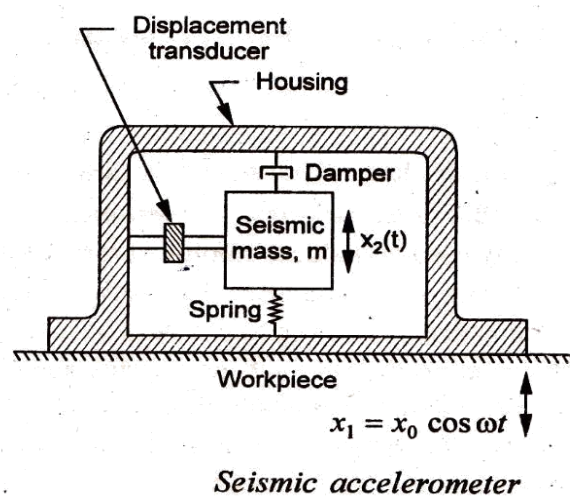 Displacement
transducer
Housing
Damper
Seismic
mass, m
x₂(t)
Spring
Workpiece
x₁ = x₀ cos ωt
Seismic accelerometer